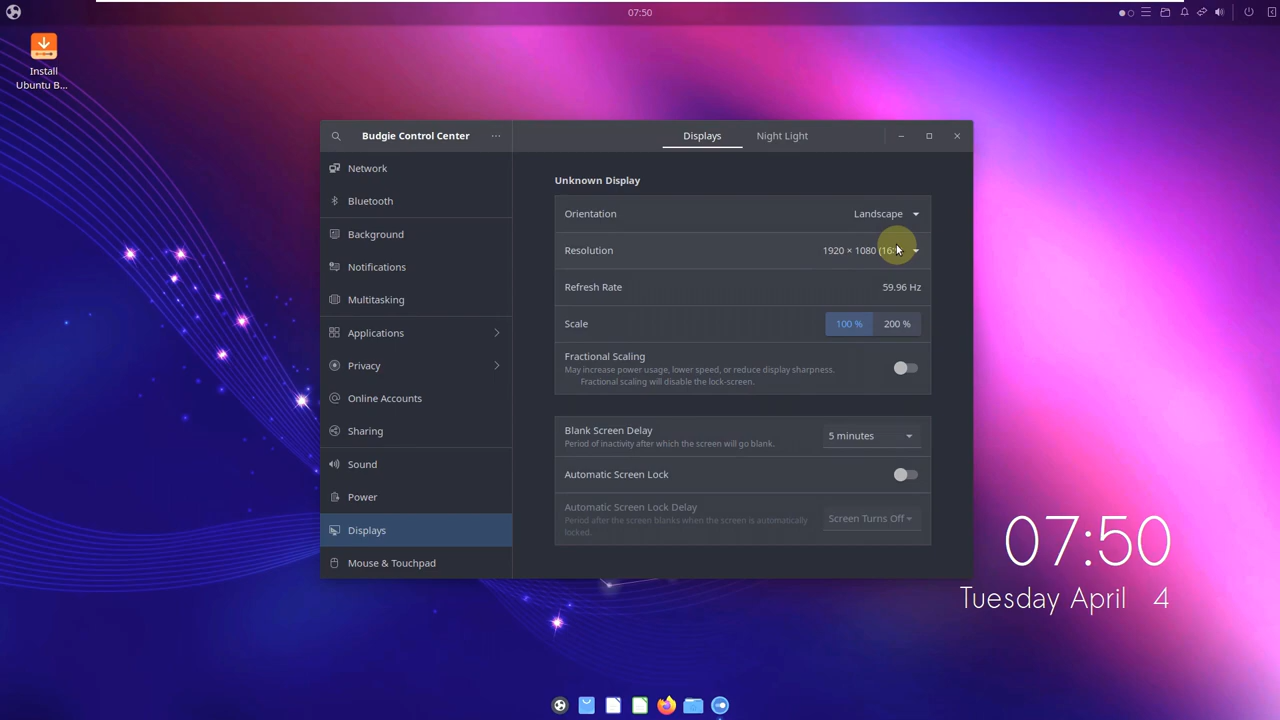 07:50
Install
Ubuntu B...
Budgie Control Center
Displays
Night Light
Network
Bluetooth
Background
Notifications
Multitasking
Applications
Privacy
Online Accounts
Sharing
Sound
Power
Displays
Mouse & Touchpad
Unknown Display
Orientation
Landscape
Resolution
1920 × 1080 (16:
Refresh Rate
59.96 Hz
Scale
100 %
200 %
Fractional Scaling
May increase power usage, lower speed, or reduce display sharpness.
Fractional scaling will disable the lock-screen.
Blank Screen Delay
Period of inactivity after which the screen will go blank.
5 minutes
Automatic Screen Lock
Automatic Screen Lock Delay
Period after the screen blanks when the screen is automatically
locked.
Screen Turns Off
07:50
Tuesday April 4